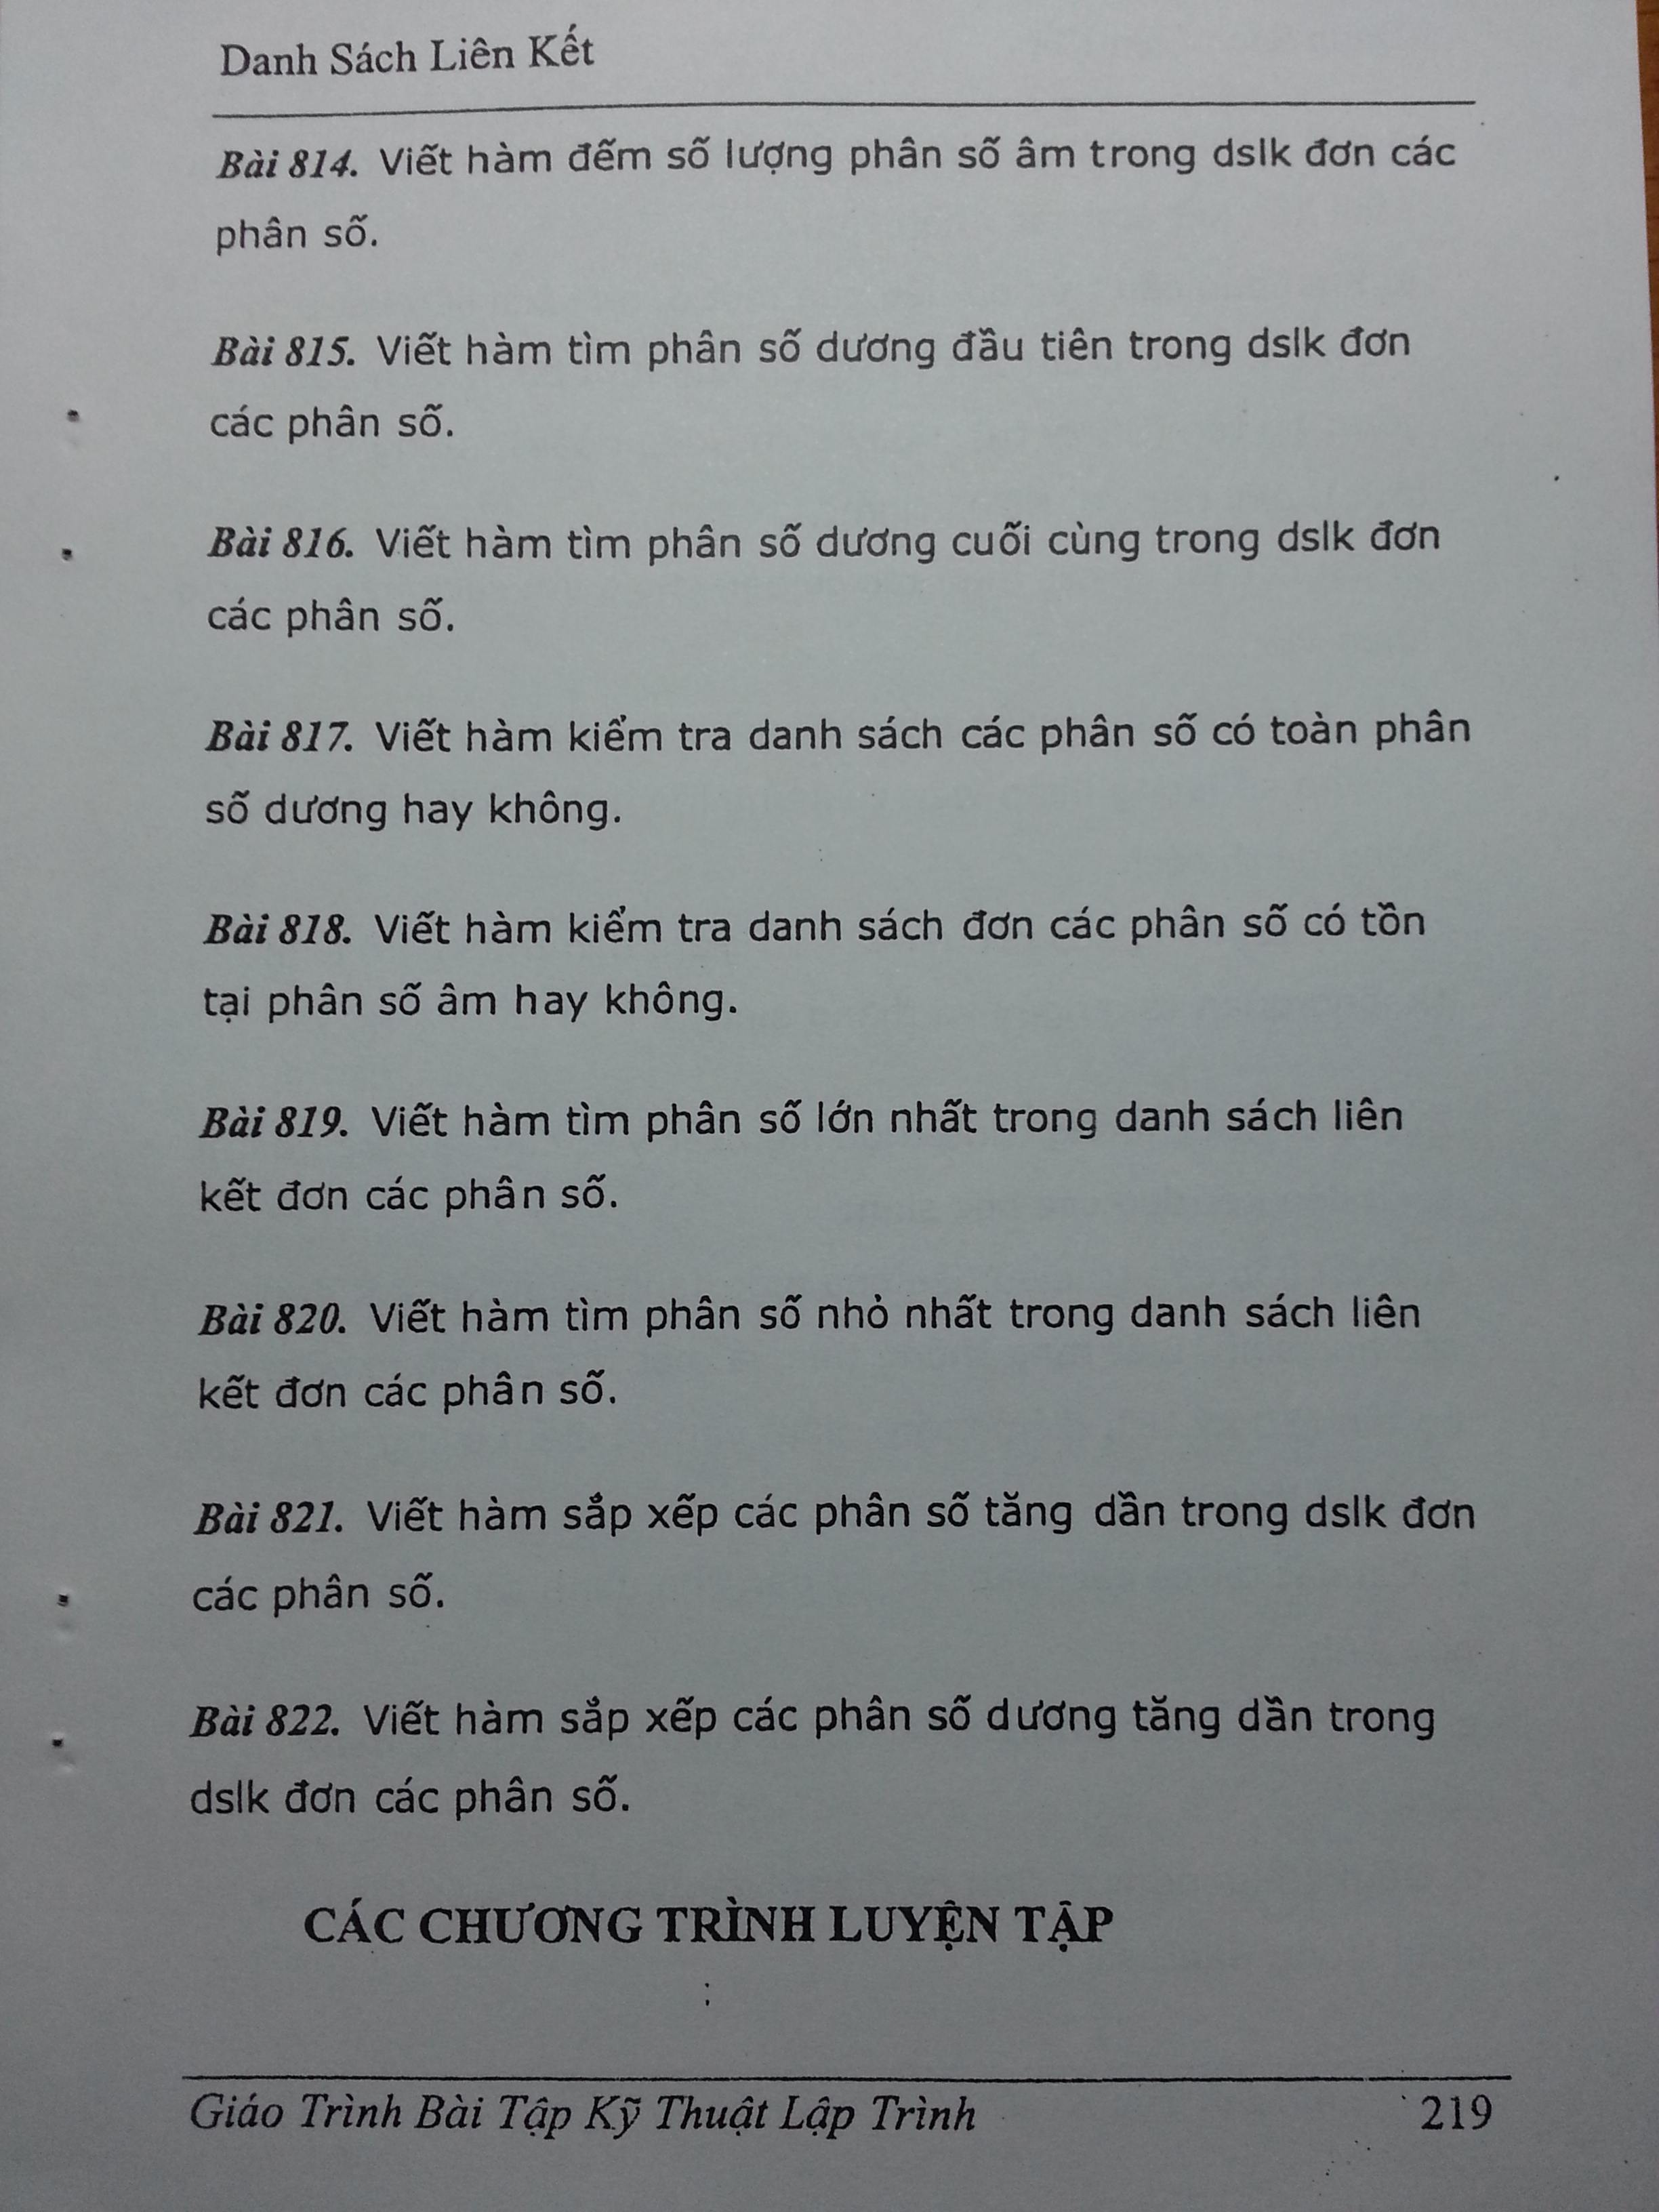 Danh Sách Liên Kết
Bài 814. Viết hàm đếm số lượng phân số âm trong dslk đơn các
phân số.
Bài 815. Viết hàm tìm phân số dương đầu tiên trong dslk đơn
các phân số.
Bài 816. Viết hàm tìm phân số dương cuối cùng trong dslk đơn
các phân số.
Bài 817. Viết hàm kiểm tra danh sách các phân số có toàn phân
số dương hay không.
Bài 818. Viết hàm kiểm tra danh sách đơn các phân số có tồn
tại phân số âm hay không.
Bài 819. Viết hàm tìm phân số lớn nhất trong danh sách liên
kết đơn các phân số.
Bài 820. Viết hàm tìm phân số nhỏ nhất trong danh sách liên
kết đơn các phân số.
Bài 821. Viết hàm sắp xếp các phân số tăng dần trong dslk đơn
các phân số.
Bài 822. Viết hàm sắp xếp các phân số dương tăng dần trong
dslk đơn các phân số.
CÁC CHƯƠNG TRÌNH LUYỆN TẬP
Giáo Trình Bài Tập Kỹ Thuật Lập Trình 219